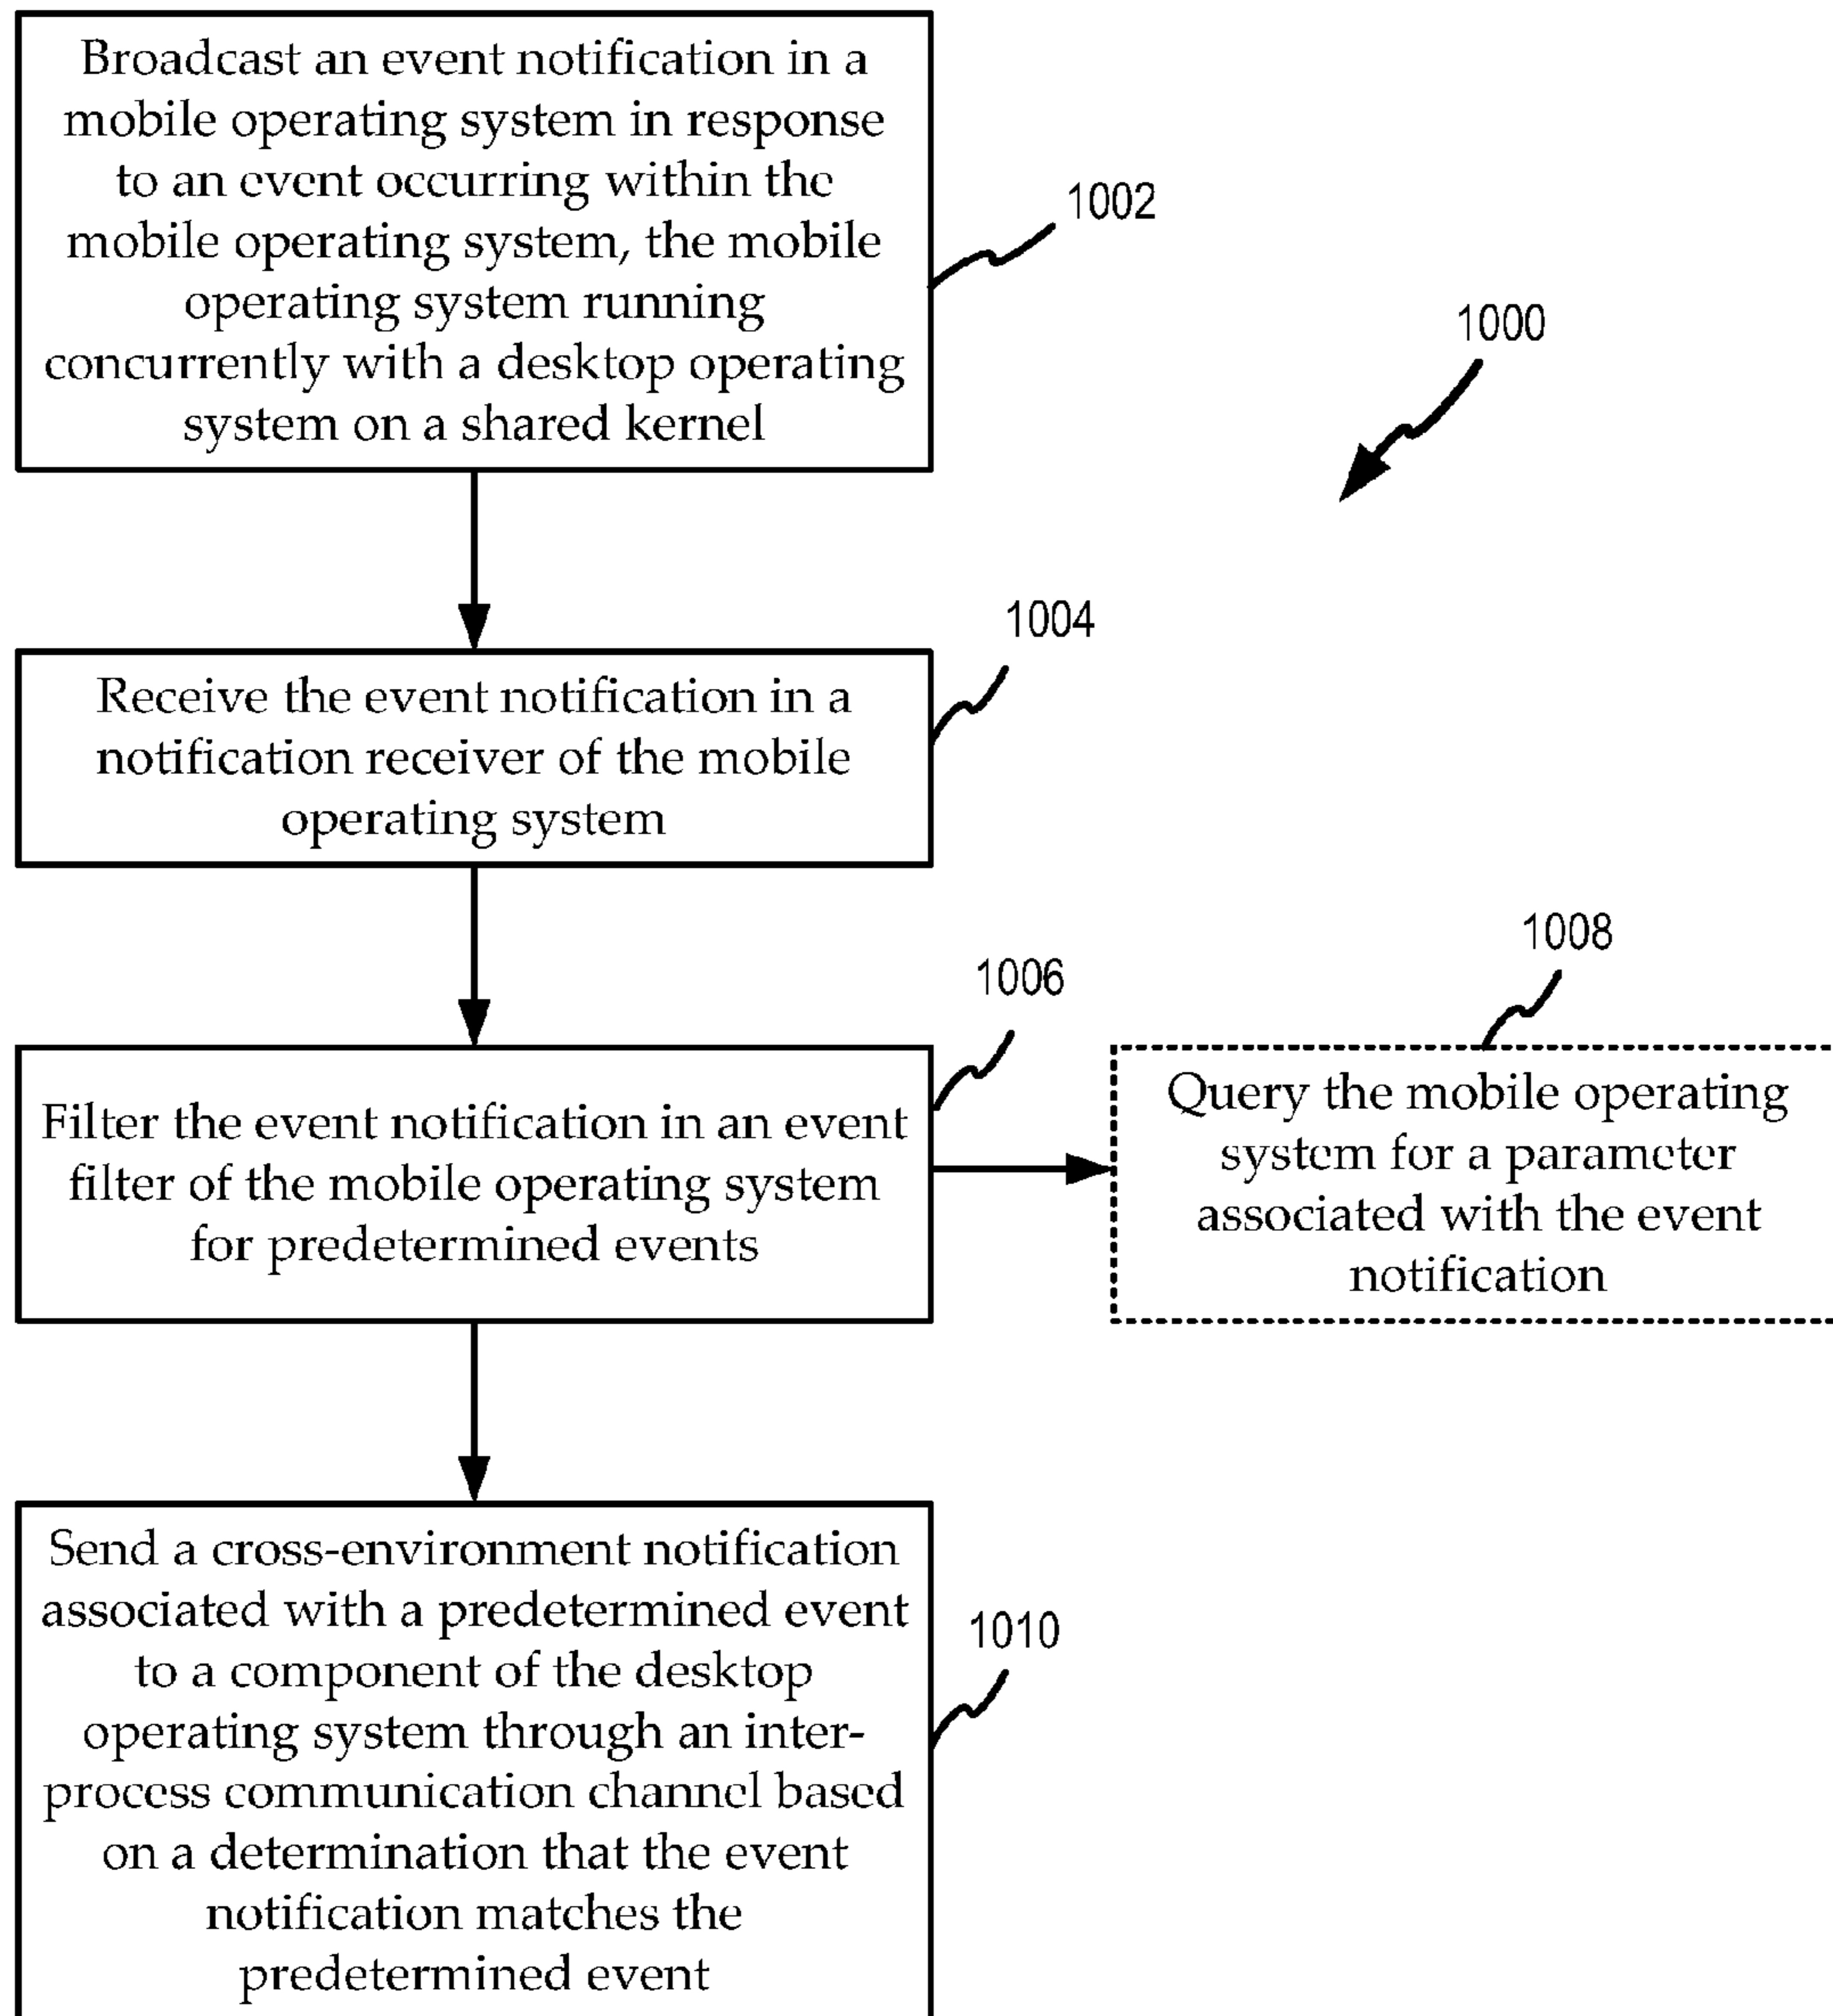 Broadcast an event notification in a
mobile operating system in response
to an event occurring within the
mobile operating system, the mobile
operating system running
concurrently with a desktop operating
system on a shared kernel
1002
1000
1004
Receive the event notification in a
notification receiver of the mobile
operating system
1006
1008
Filter the event notification in an event
filter of the mobile operating system
for predetermined events
Query the mobile operating
system for a parameter
associated with the event
notification
Send a cross-environment notification
associated with a predetermined event
to a component of the desktop
operating system through an inter-
process communication channel based
on a determination that the event
notification matches the
predetermined event
1010